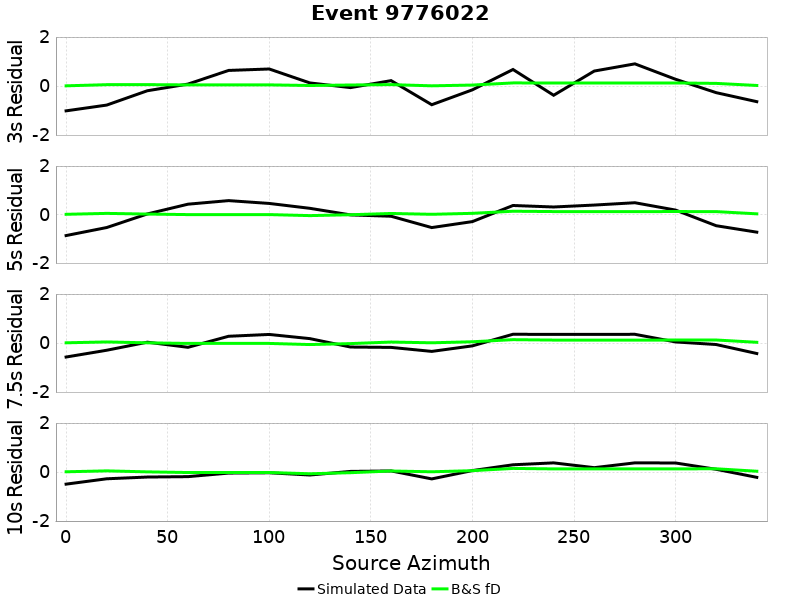 Event 9776022
3s Residual
2
0
-2
5s Residual
2
0
-2
7.5s Residual
2
0
-2
10s Residual
2
0
-2
0 50 100 150 200 250 300
Source Azimuth
Simulated Data B&S fD